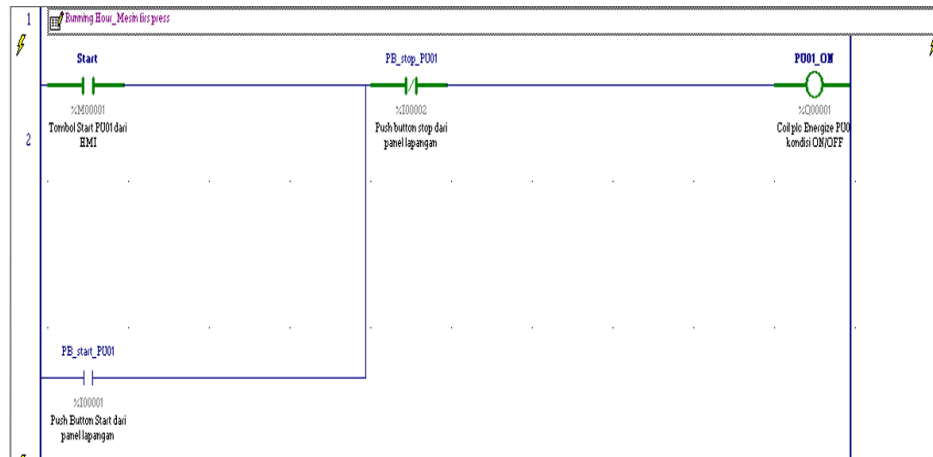 1
Running Hour_Mesin firs press
Start
PB_stop_PU01
PU01_ON
%M00001
%I00002
%Q00001
Tombol Start PU01 dari
HMI
Push button stop dari
panel lapangan
Coil plc Energize PU0
kondisi ON/OFF
2
PB_start_PU01
%I00001
Push Button Start dari
panel lapangan